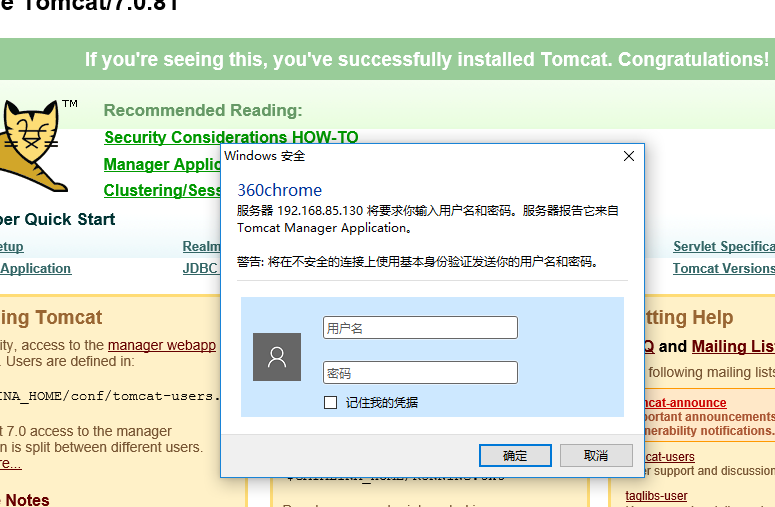 e Tomcat/7.0.81
If you're seeing this, you've successfully installed Tomcat. Congratulations!
TM
Recommended Reading:
Security Considerations HOW-TO
Manager Applic
Clustering/Sess
per Quick Start
etup
Realm
Servlet Specifica
Application
JDBC
Tomcat Versions
Windows 安全
360chrome
服务器 192.168.85.130 将要求你输入用户名和密码。服务器报告它来自
Tomcat Manager Application。
警告: 将在不安全的连接上使用基本身份验证发送你的用户名和密码。
用户名
密码
记住我的凭据
确定
取消
ing Tomcat
ity, access to the manager webapp
. Users are defined in:
INA_HOME/conf/tomcat-users.
t 7.0 access to the manager
n is split between different users.
re...
e Notes
tting Help
Q and Mailing List
following mailing lists
mcat-announce
portant announcements
nerability notifications.
cat-users
er support and discussion
taglibs-user